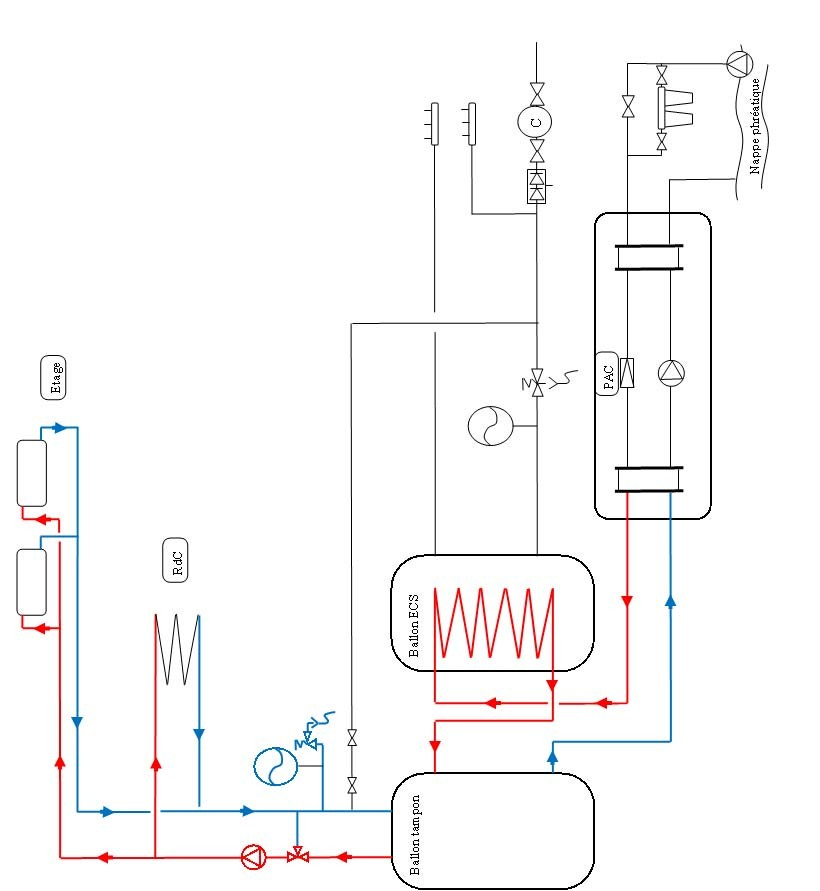 C
Nappe phréatique
Etage
PAC
RdC
Ballon ECS
Ballon tampon